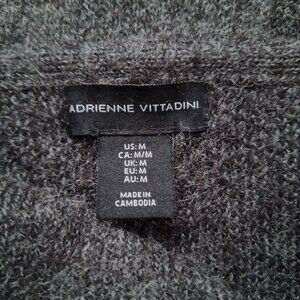 ADRIENNE VITTADINI
US: M
CA: M/M
UK: M
EU: M
AU: M
MADE IN
CAMBODIA